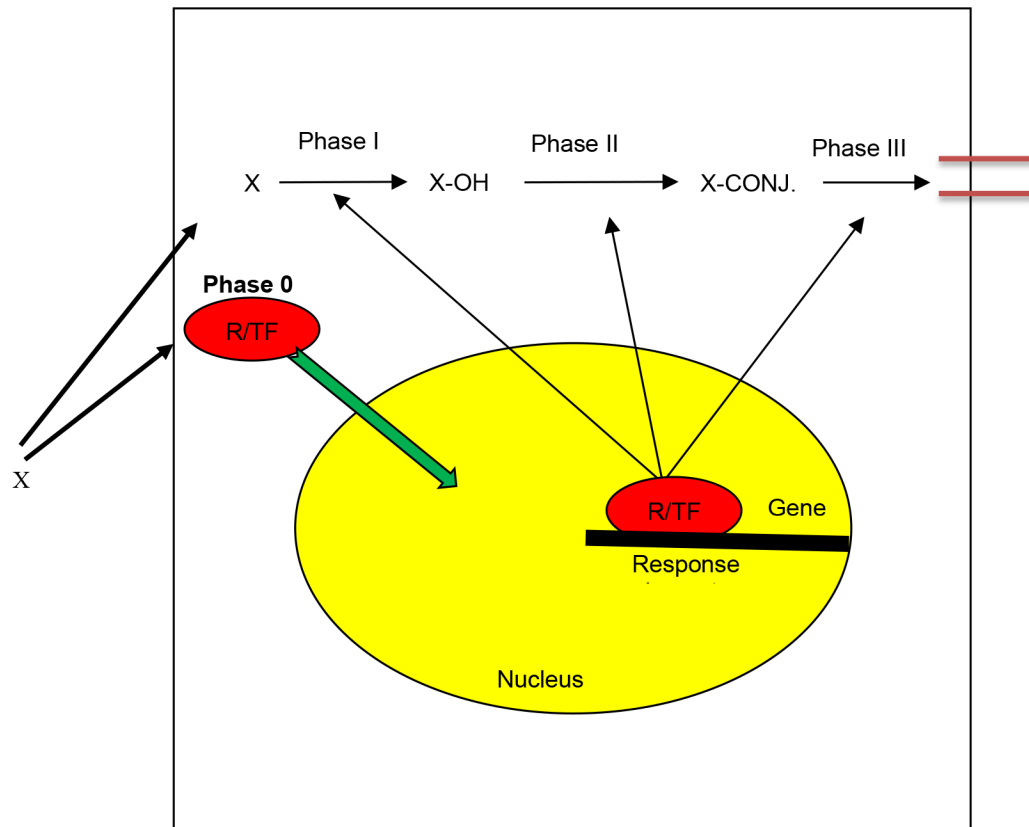 Phase I
Phase II
Phase III
X
X-OH
X-CONJ.
Phase 0
R/TF
X
R/TF
Gene
Response
Nucleus